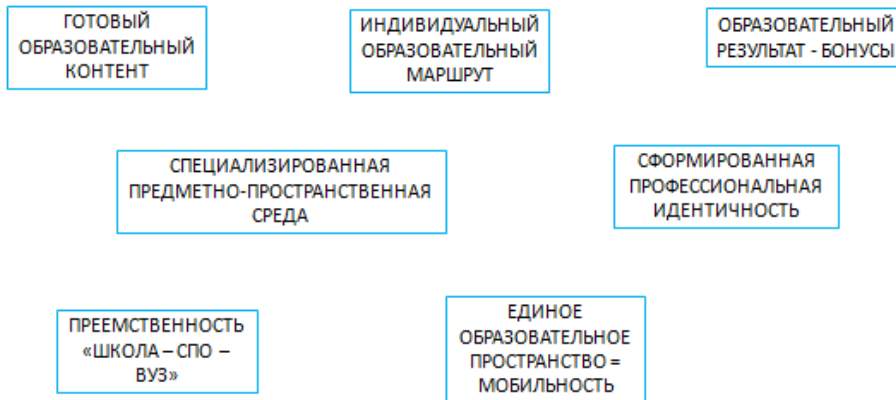 ГОТОВЫЙ
ОБРАЗОВАТЕЛЬНЫЙ
КОНТЕНТ
ИНДИВИДУАЛЬНЫЙ
ОБРАЗОВАТЕЛЬНЫЙ
МАРШРУТ
ОБРАЗОВАТЕЛЬНЫЙ
РЕЗУЛЬТАТ - БОНУСЫ
СПЕЦИАЛИЗИРОВАННАЯ
ПРЕДМЕТНО-ПРОСТРАНСТВЕННАЯ
СРЕДА
СФОРМИРОВАННАЯ
ПРОФЕССИОНАЛЬНАЯ
ИДЕНТИЧНОСТЬ
ПРЕЕМСТВЕННОСТЬ
«ШКОЛА – СПО –
ВУЗ»
ЕДИНОЕ
ОБРАЗОВАТЕЛЬНОЕ
ПРОСТРАНСТВО =
МОБИЛЬНОСТЬ